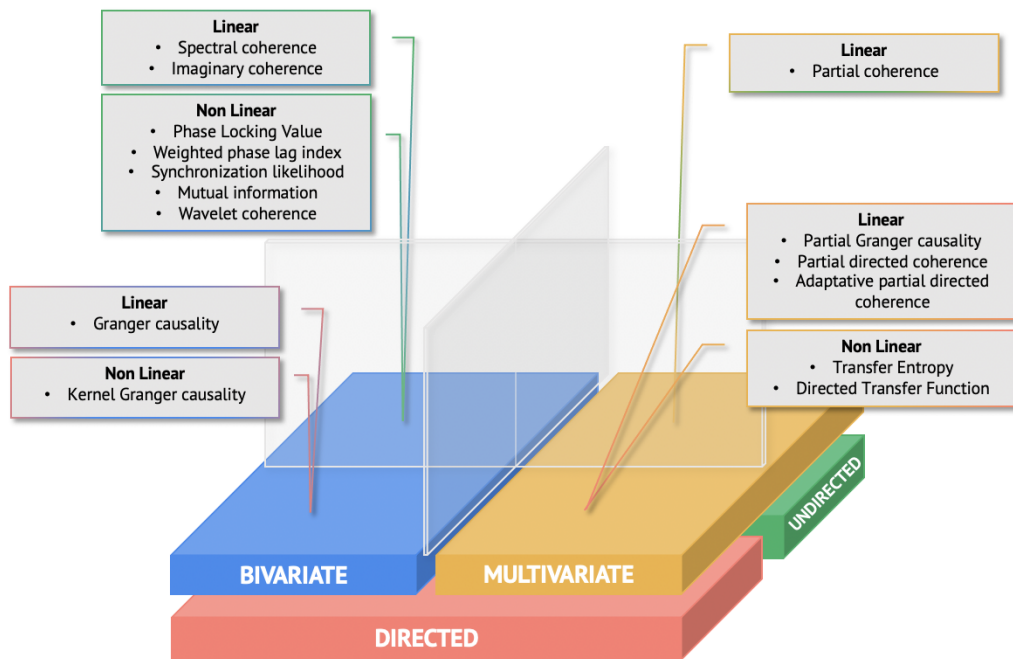 Linear
• Spectral coherence
• Imaginary coherence
Non Linear
• Phase Locking Value
• Weighted phase lag index
• Synchronization likelihood
• Mutual information
• Wavelet coherence
Linear
• Partial coherence
Linear
• Granger causality
Non Linear
• Kernel Granger causality
Linear
• Partial Granger causality
• Partial directed coherence
• Adaptative partial directed
coherence
Non Linear
• Transfer Entropy
• Directed Transfer Function
UNDIRECTED
BIVARIATE
MULTIVARIATE
DIRECTED